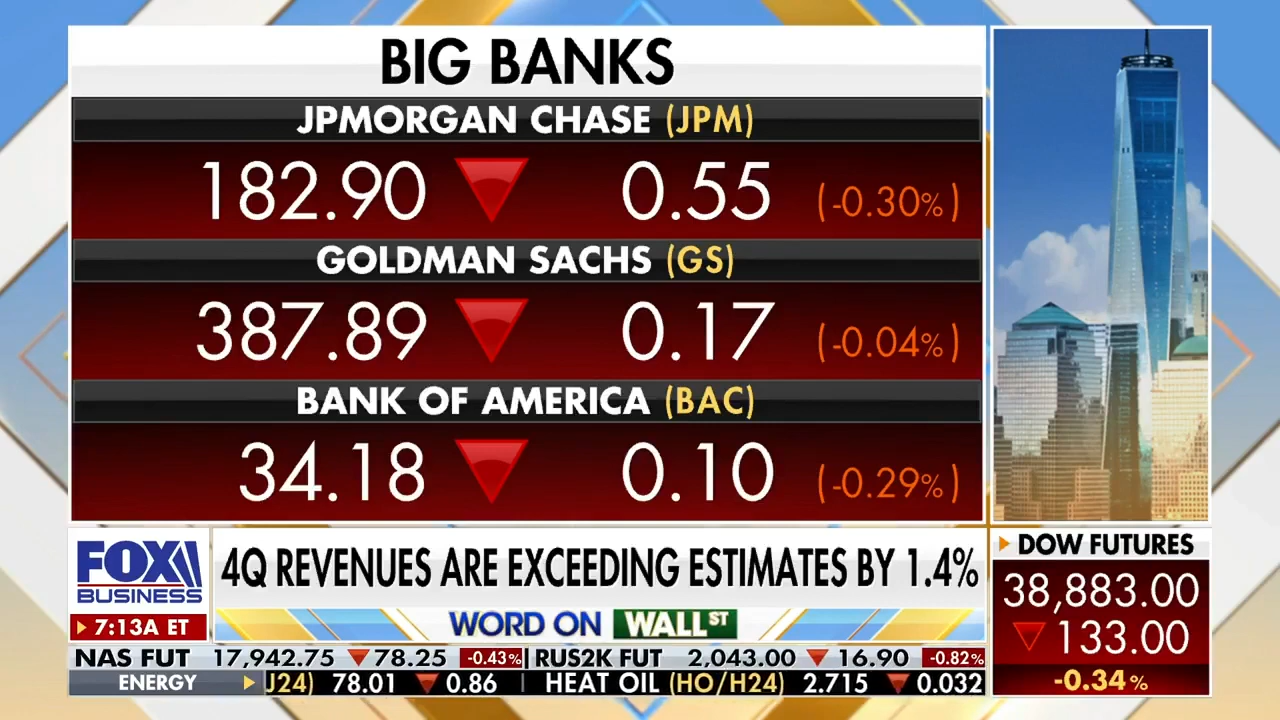 BIG BANKS
JPMORGAN CHASE (JPM)
182.90 ▼ 0.55 (-0.30%)
GOLDMAN SACHS (GS)
387.89 ▼ 0.17 (-0.04%)
BANK OF AMERICA (BAC)
34.18 ▼ 0.10 (-0.29%)
FOX BUSINESS
7:13A ET
4Q REVENUES ARE EXCEEDING ESTIMATES BY 1.4%
WORD ON WALL ST
DOW FUTURES
38,883.00
▼ 133.00
-0.34%
NAS FUT 17,942.75 ▼ 78.25 -0.43% RUS2K FUT 2,043.00 ▼ 16.90 -0.82%
ENERGY J24) 78.01 ▼ 0.86 HEAT OIL (HO/H24) 2.715 ▼ 0.032